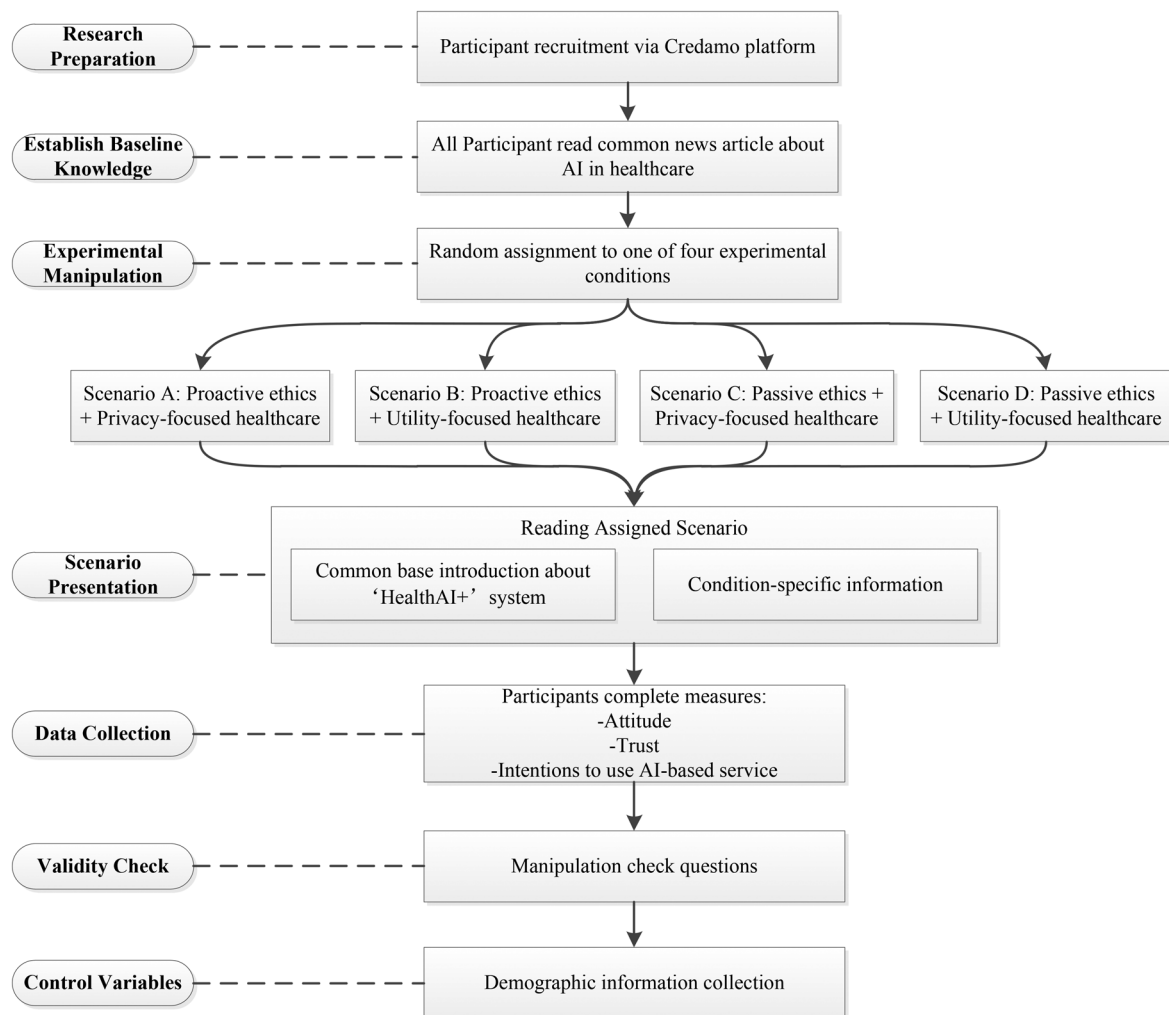 Research
Preparation
Participant recruitment via Credamo platform
Establish Baseline
Knowledge
All Participant read common news article about
AI in healthcare
Experimental
Manipulation
Random assignment to one of four experimental
conditions
Scenario A: Proactive ethics
+ Privacy-focused healthcare
Scenario B: Proactive ethics
+ Utility-focused healthcare
Scenario C: Passive ethics +
Privacy-focused healthcare
Scenario D: Passive ethics
+ Utility-focused healthcare
Scenario
Presentation
Reading Assigned Scenario
Common base introduction about
‘HealthAI+’ system
Condition-specific information
Data Collection
Participants complete measures:
-Attitude
-Trust
-Intentions to use AI-based service
Validity Check
Manipulation check questions
Control Variables
Demographic information collection